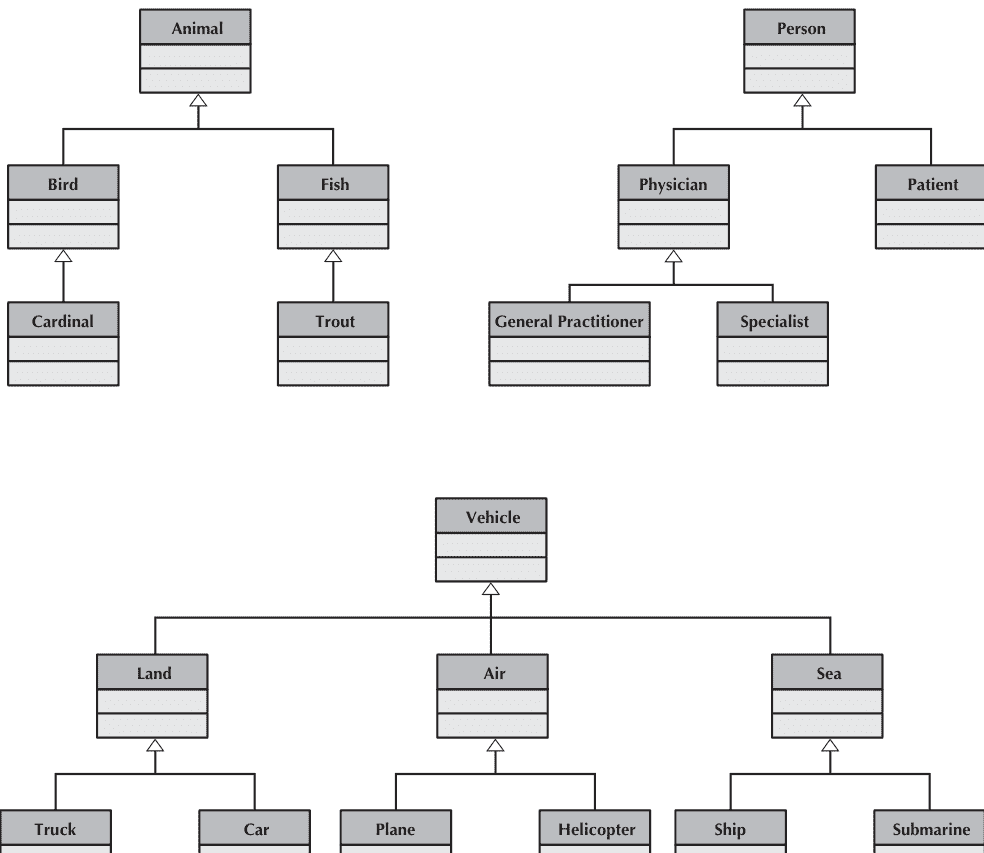 Animal
Person
Bird
Fish
Physician
Patient
Cardinal
Trout
General Practitioner
Specialist
Vehicle
Land
Air
Sea
Truck
Car
Plane
Helicopter
Ship
Submarine